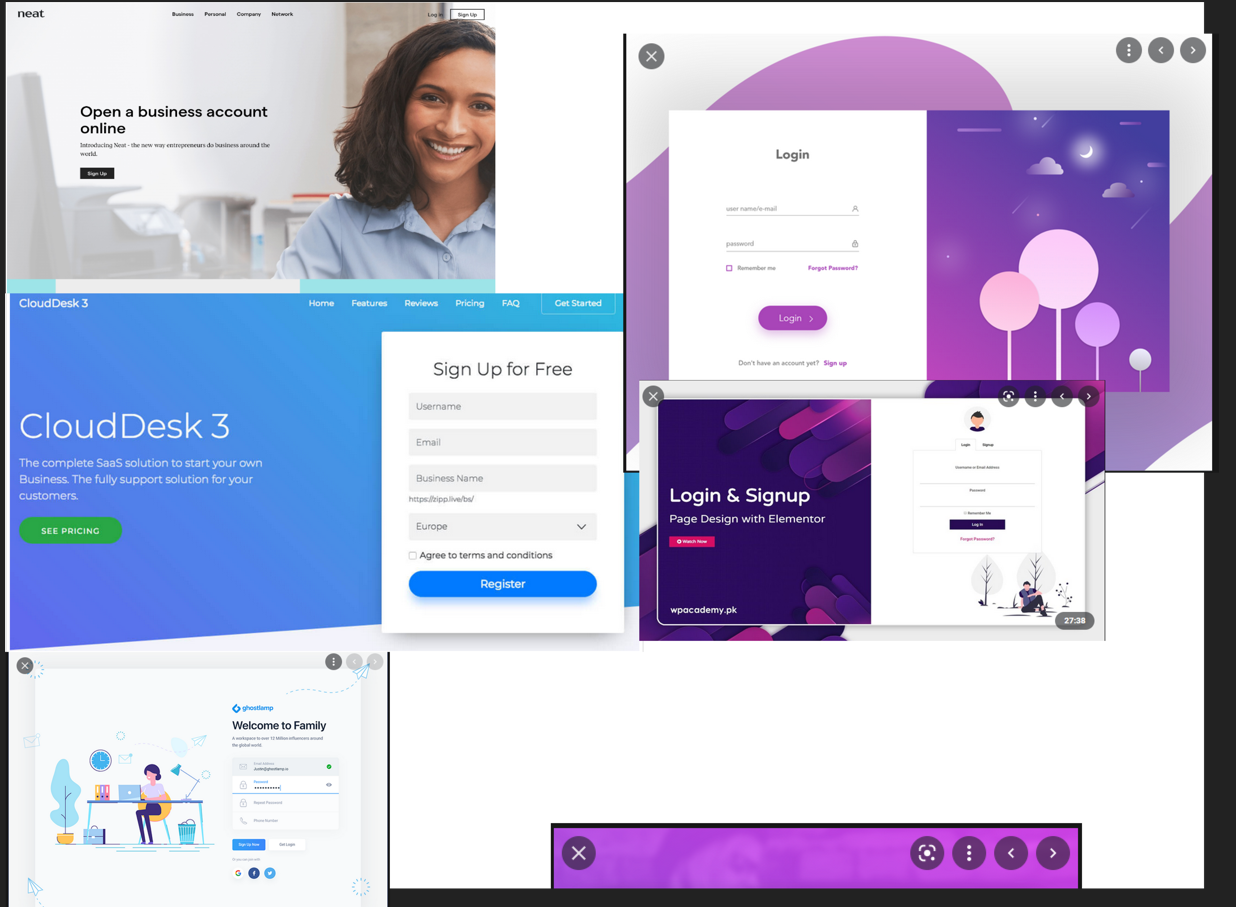 neat
Business Personal Company Network
Log in Sign Up
Open a business account
online
Introducing Neat - the new way entrepreneurs do business around the
world.
Sign Up
CloudDesk 3
Home Features Reviews Pricing FAQ Get Started
CloudDesk 3
The complete SaaS solution to start your own
Business. The fully support solution for your
customers.
SEE PRICING
Sign Up for Free
Username
Email
Business Name
https://zipp.live/bs/
Europe
Agree to terms and conditions
Register
Login
user name/e-mail
password
Remember me Forgot Password?
Login
Don't have an account yet? Sign up
Login & Signup
Page Design with Elementor
Watch Now
wpacademy.pk
Login Signup
Username or Email Address
Password
Remember Me
Log In
Forgot Password?
27:38
ghostlamp
Welcome to Family
A workspace to over 12 Million influencers around
the global world.
Email Address
Justin@ghostlamp.io
Password
Repeat Password
Phone Number
Sign Up Now Get Login